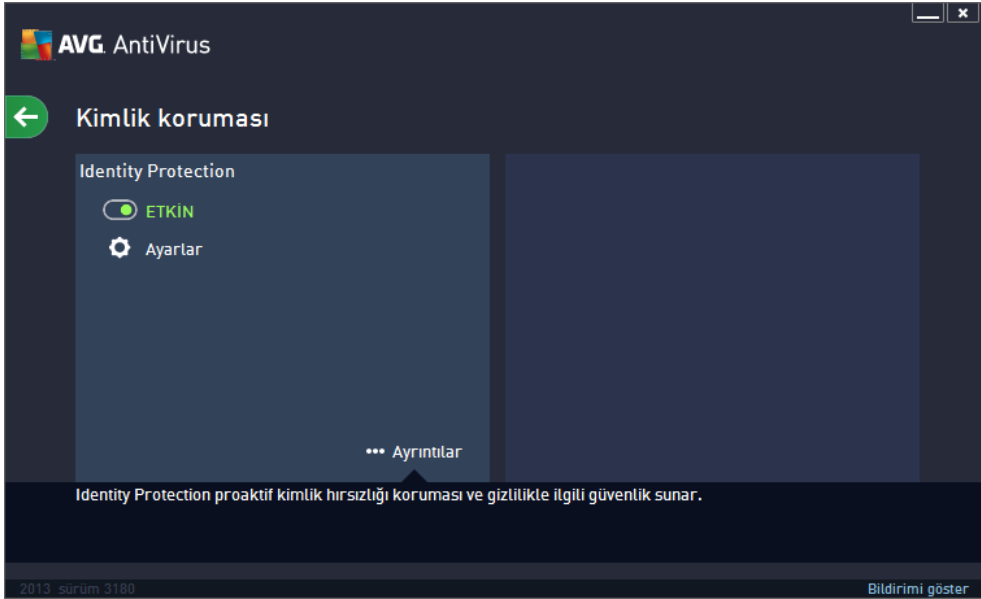 AVG. AntiVirus
Kimlik koruması
Identity Protection
ETKİN
Ayarlar
••• Ayrıntılar
Identity Protection proaktif kimlik hırsızlığı koruması ve gizlilikle ilgili güvenlik sunar.
2013 sürüm 3180
Bildirimi göster